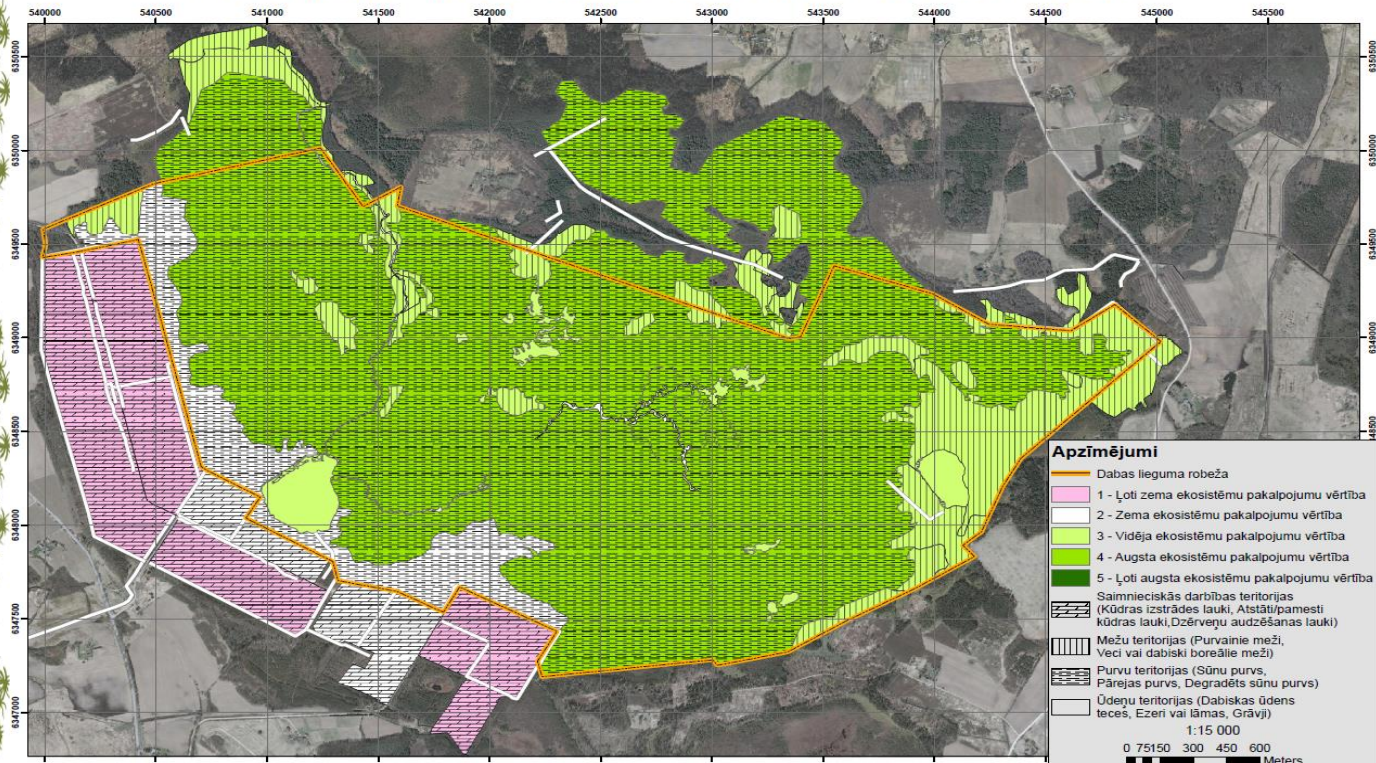 540000 540500 541000 541500 542000 542500 543000 543500 544000 544500 545000 545500
6350500 6350500
6350000 6350000
6349500 6349500
6349000 6349000
6348500 48500
6348000
6347500
6347000
Apzīmējumi
Dabas lieguma robeža
1 - Ļoti zema ekosistēmu pakalpojumu vērtība
2 - Zema ekosistēmu pakalpojumu vērtība
3 - Vidēja ekosistēmu pakalpojumu vērtība
4 - Augsta ekosistēmu pakalpojumu vērtība
5 - Ļoti augsta ekosistēmu pakalpojumu vērtība
Saimnieciskās darbības teritorijas
(Kūdras izstrādes lauki, Atstāti/pamesti
kūdras lauki,Dzērveņu audzēšanas lauki)
Mežu teritorijas (Purvainie meži,
Veci vai dabiski boreālie meži)
Purvu teritorijas (Sūnu purvs,
Pārejas purvs, Degradēts sūnu purvs)
Ūdeņu teritorijas (Dabiskas ūdens
teces, Ezeri vai lāmas, Grāvji)
1:15 000
0 75150 300 450 600
Meters